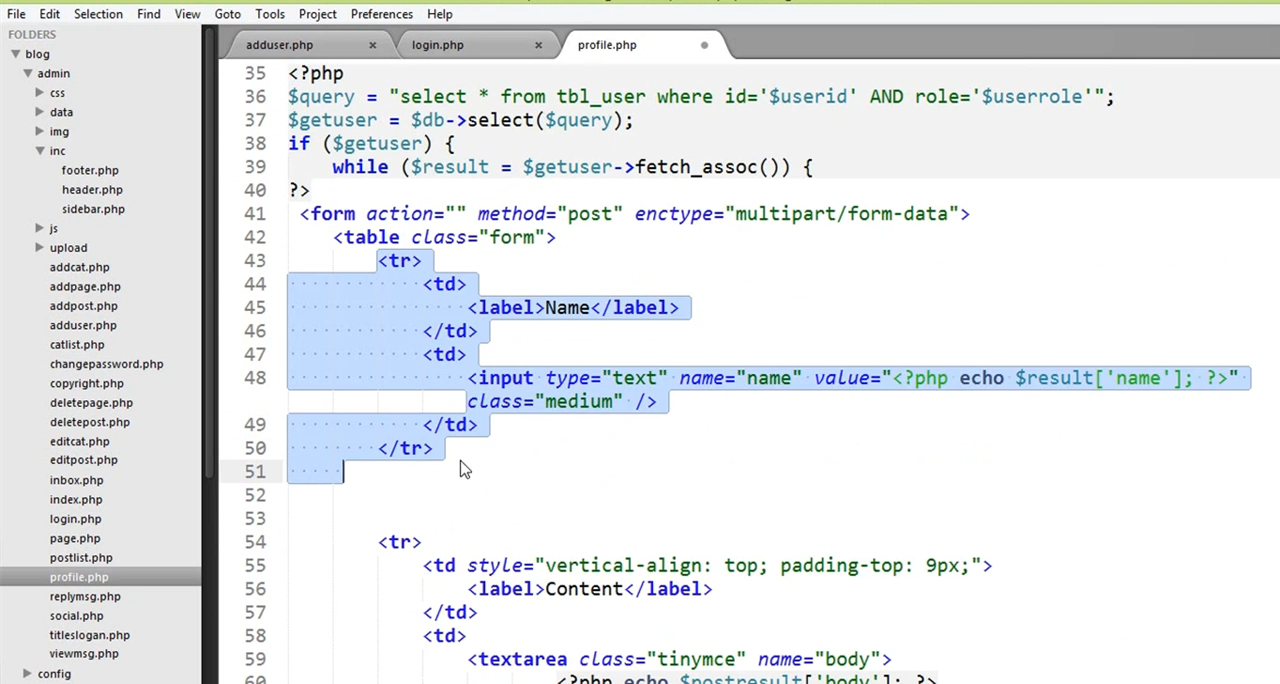 File Edit Selection Find View Goto Tools Project Preferences Help
FOLDERS
blog
admin
css
data
img
inc
footer.php
header.php
sidebar.php
js
upload
addcat.php
addpage.php
addpost.php
adduser.php
catlist.php
changepassword.php
copyright.php
deletepage.php
deletepost.php
editcat.php
editpost.php
inbox.php
index.php
login.php
page.php
postlist.php
profile.php
replymsg.php
social.php
titleslogan.php
viewmsg.php
config
adduser.php × login.php × profile.php
35 <?php
36 $query = "select * from tbl_user where id='$userid' AND role='$userrole'";
37 $getuser = $db->select($query);
38 if ($getuser) {
39 while ($result = $getuser->fetch_assoc()) {
40 ?>
41 <form action="" method="post" enctype="multipart/form-data">
42 <table class="form">
43 <tr>
44 <td>
45 <label>Name</label>
46 </td>
47 <td>
48 <input type="text" name="name" value="<?php echo $result['name']; ?>"
class="medium" />
49 </td>
50 </tr>
51
52
53
54 <tr>
55 <td style="vertical-align: top; padding-top: 9px;">
56 <label>Content</label>
57 </td>
58 <td>
59 <textarea class="tinymce" name="body">
60 <?php echo $postresult['body']; ?>